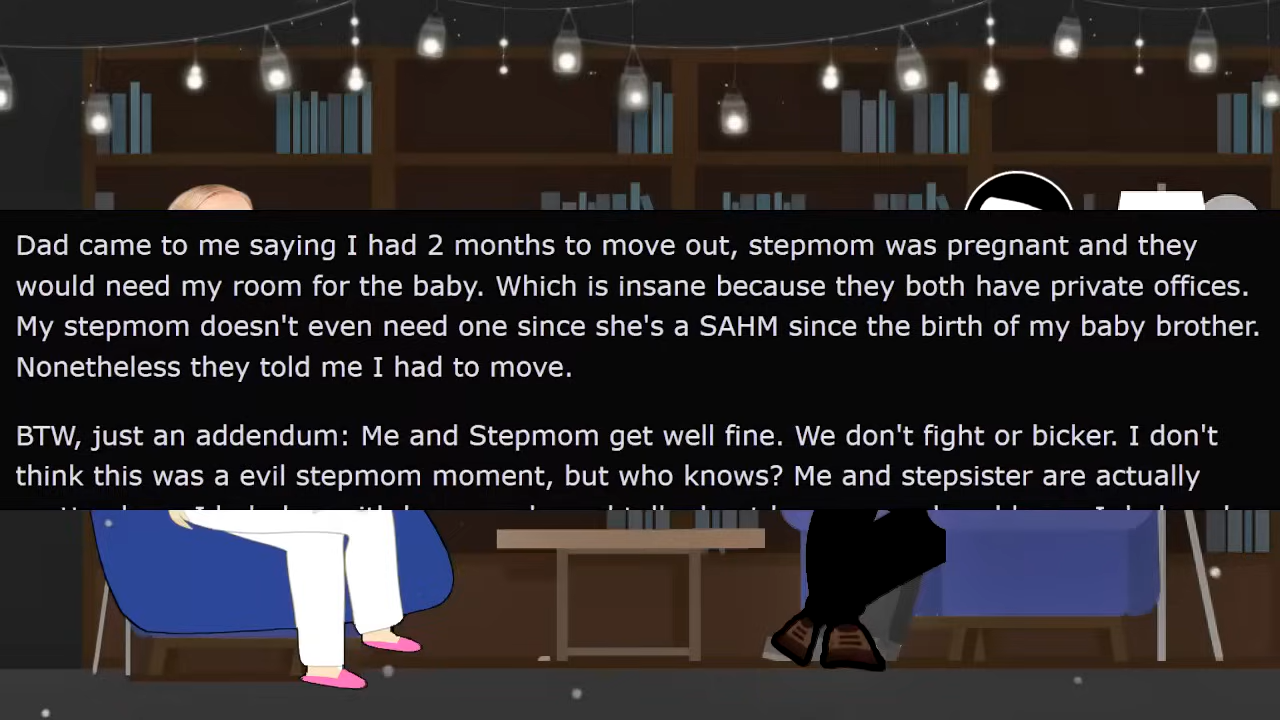 Dad came to me saying I had 2 months to move out, stepmom was pregnant and they
would need my room for the baby. Which is insane because they both have private offices.
My stepmom doesn't even need one since she's a SAHM since the birth of my baby brother.
Nonetheless they told me I had to move.
BTW, just an addendum: Me and Stepmom get well fine. We don't fight or bicker. I don't
think this was a evil stepmom moment, but who knows? Me and stepsister are actually